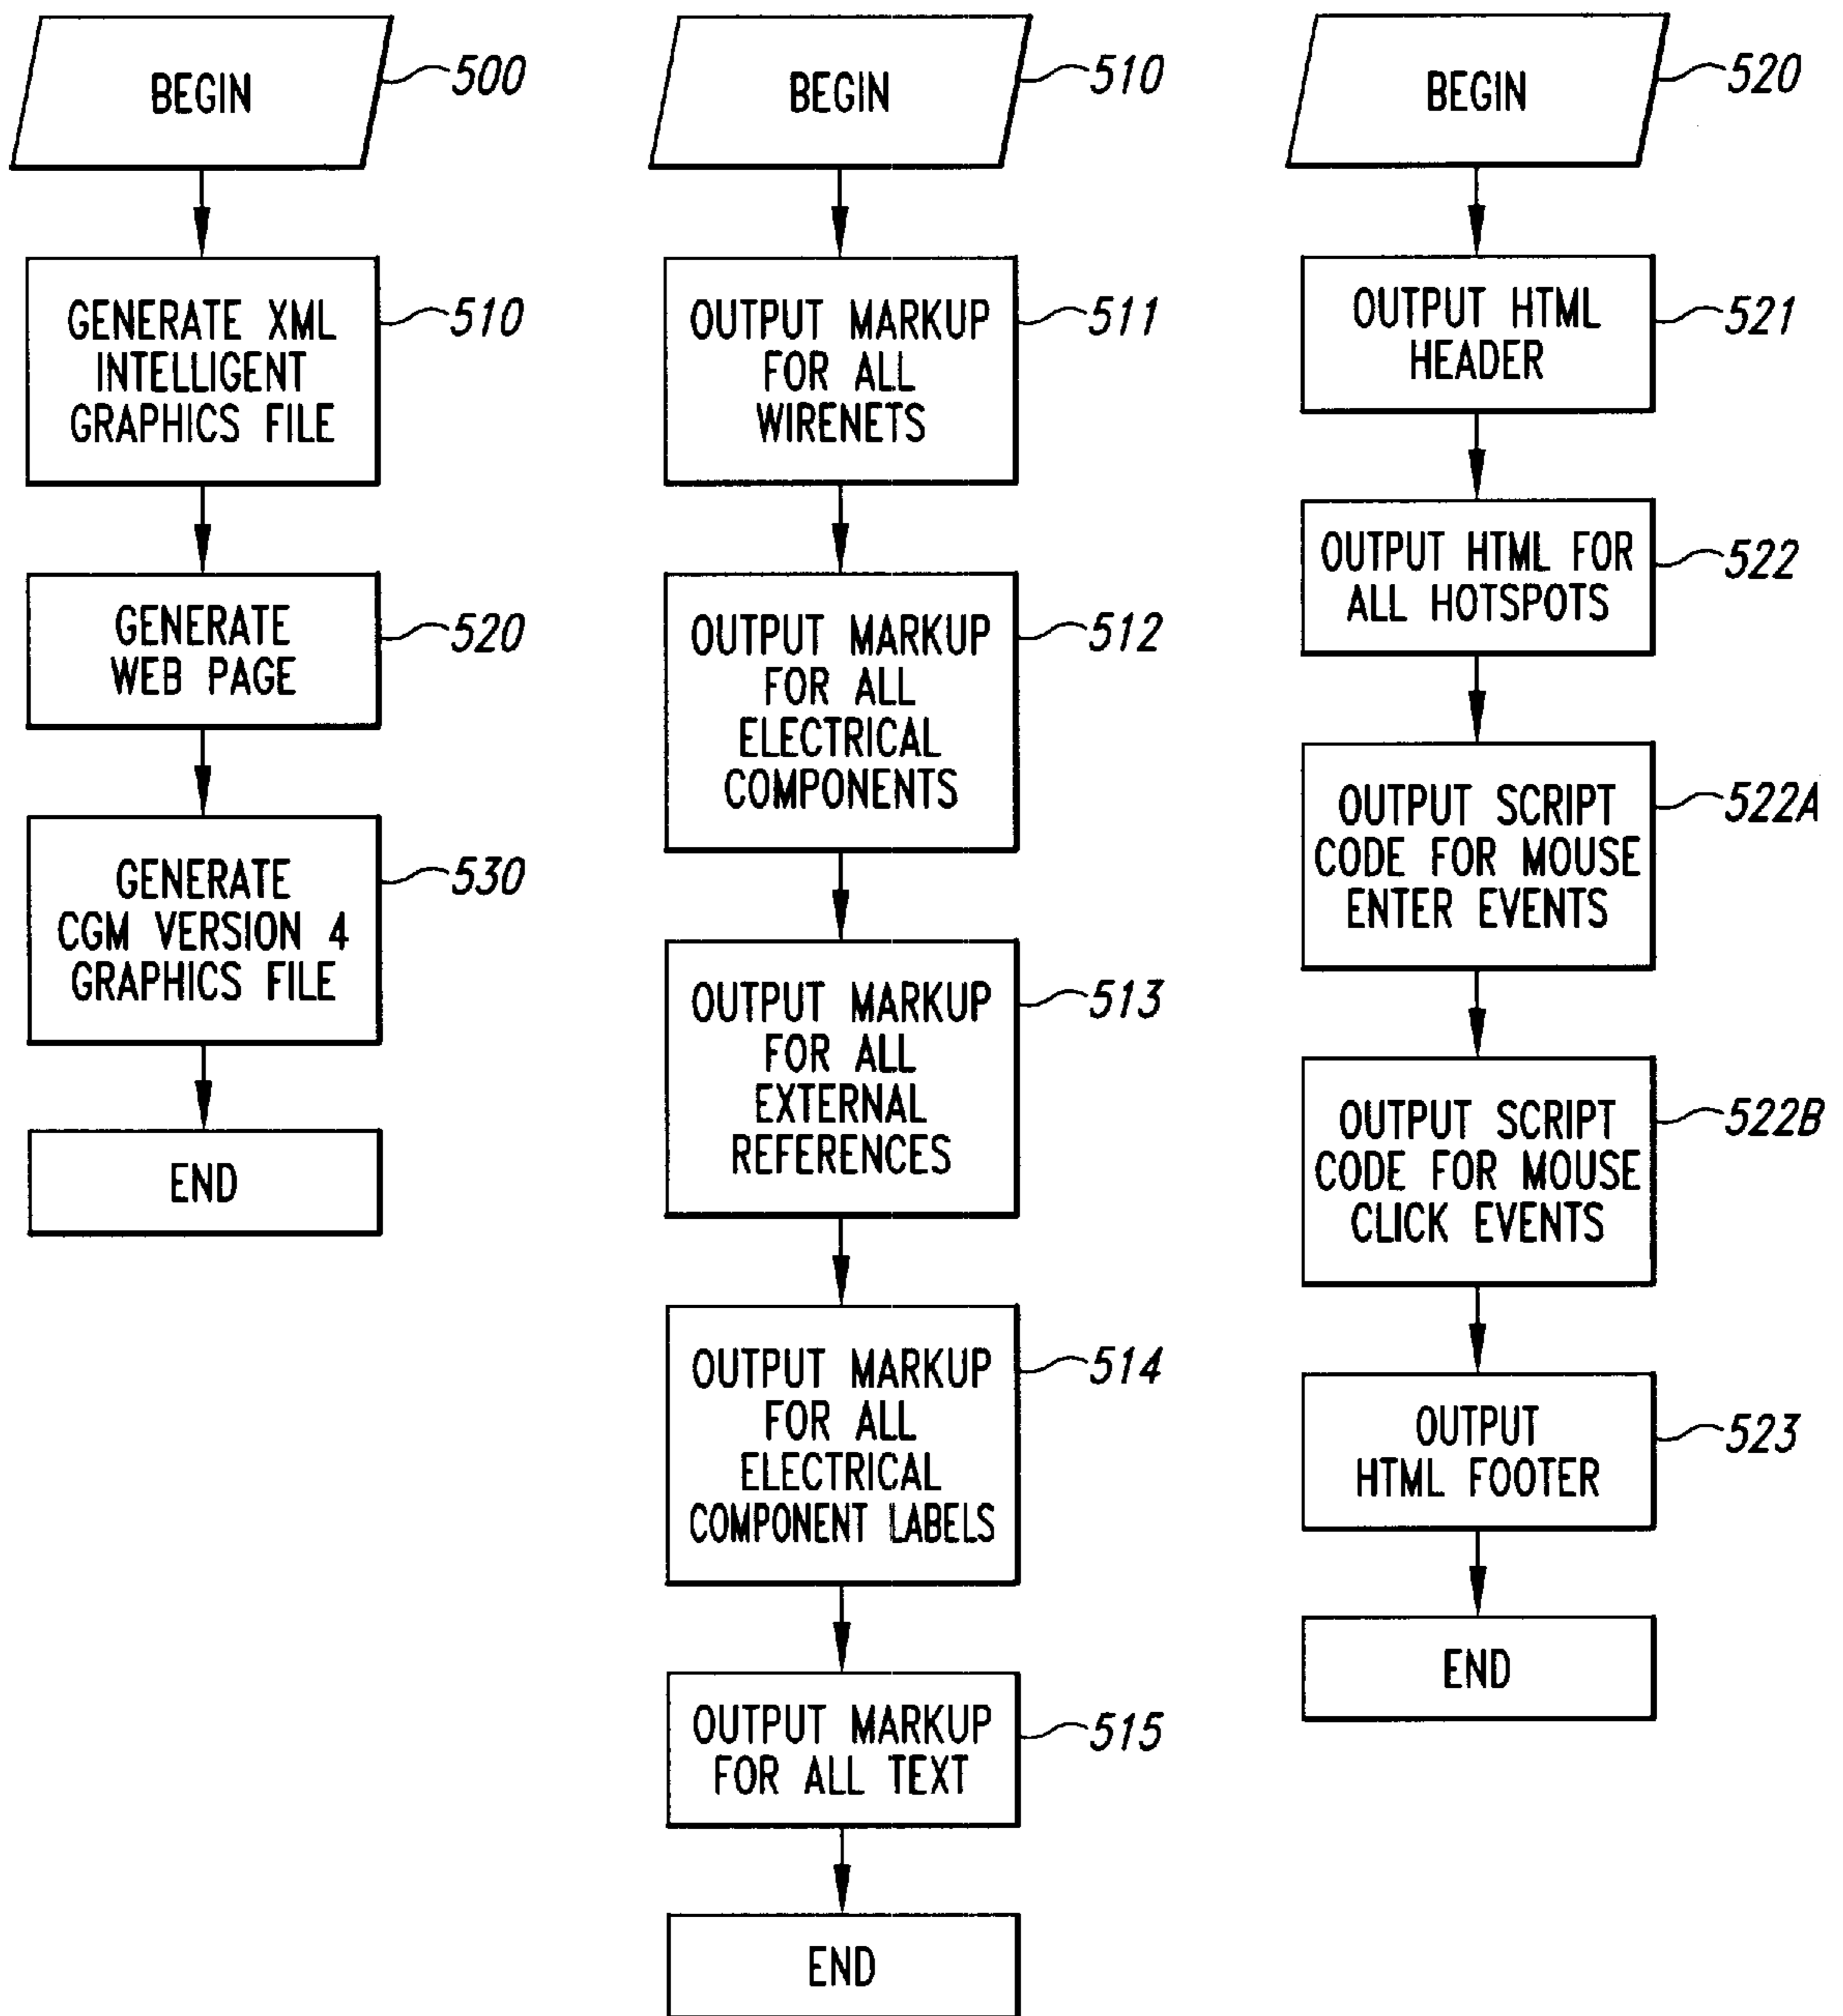 BEGIN
500
GENERATE XML
INTELLIGENT
GRAPHICS FILE
510
GENERATE
WEB PAGE
520
GENERATE
CGM VERSION 4
GRAPHICS FILE
530
END
BEGIN
510
OUTPUT MARKUP
FOR ALL
WIRENETS
511
OUTPUT MARKUP
FOR ALL
ELECTRICAL
COMPONENTS
512
OUTPUT MARKUP
FOR ALL
EXTERNAL
REFERENCES
513
OUTPUT MARKUP
FOR ALL
ELECTRICAL
COMPONENT LABELS
514
OUTPUT MARKUP
FOR ALL TEXT
515
END
BEGIN
520
OUTPUT HTML
HEADER
521
OUTPUT HTML FOR
ALL HOTSPOTS
522
OUTPUT SCRIPT
CODE FOR MOUSE
ENTER EVENTS
522A
OUTPUT SCRIPT
CODE FOR MOUSE
CLICK EVENTS
522B
OUTPUT
HTML FOOTER
523
END